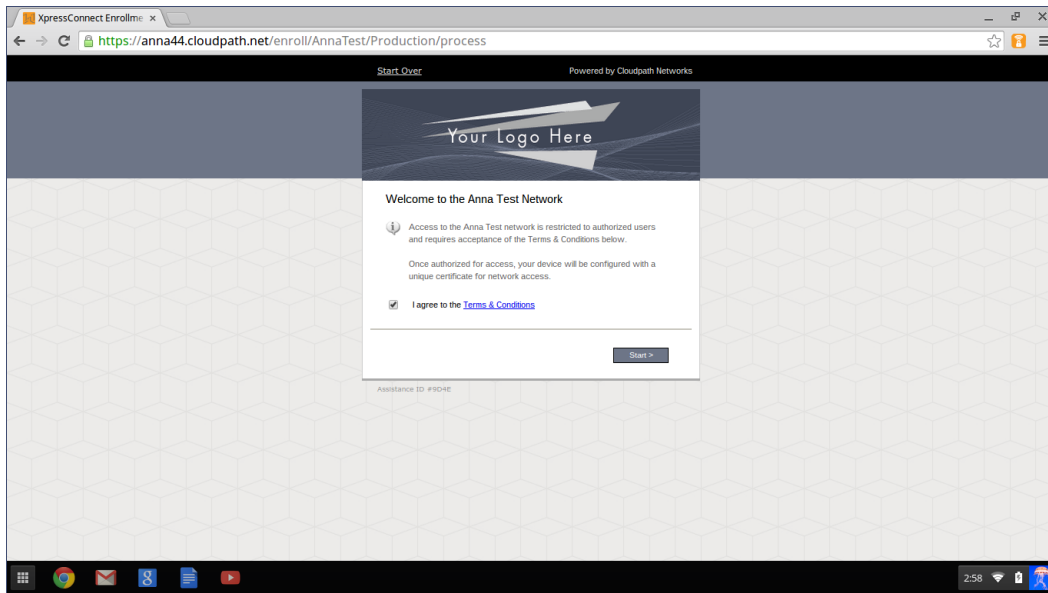 XpressConnect Enrollme
https://anna44.cloudpath.net/enroll/AnnaTest/Production/process
Start Over
Powered by Cloudpath Networks
Your Logo Here
Welcome to the Anna Test Network
Access to the Anna Test network is restricted to authorized users
and requires acceptance of the Terms & Conditions below.
Once authorized for access, your device will be configured with a
unique certificate for network access.
I agree to the Terms & Conditions
Start >
Assistance ID #9D4E
8
2:58